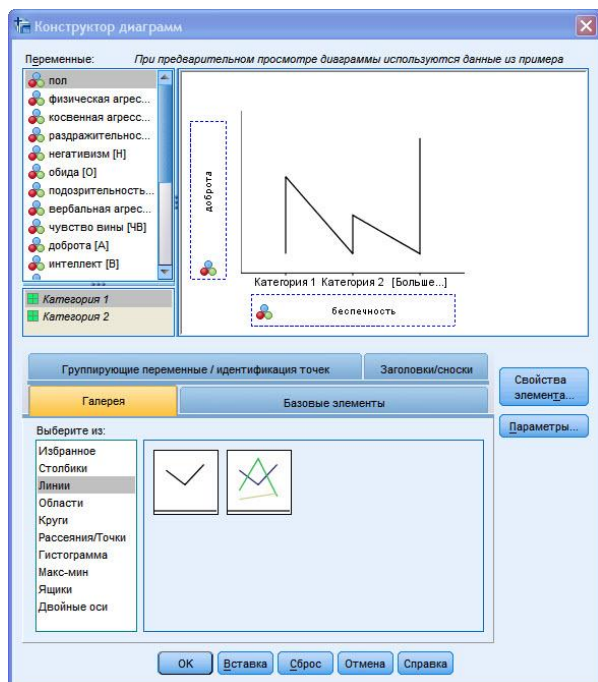 Конструктор диаграмм
Переменные:
При предварительном просмотре диаграммы используются данные из примера
пол
физическая агрес...
косвенная агресс...
раздражительнос...
негативизм [Н]
обида [О]
подозрительность...
вербальная агрес...
чувство вины [ЧВ]
доброта [А]
интеллект [В]
Категория 1
Категория 2
доброта
Категория 1 Категория 2 [Больше...]
беспечность
Группирующие переменные / идентификация точек
Заголовки/сноски
Галерея
Базовые элементы
Свойства
элемента...
Параметры...
Выберите из:
Избранное
Столбики
Линии
Области
Круги
Рассеяния/Точки
Гистограмма
Макс-мин
Ящики
Двойные оси
ОК
Вставка
Сброс
Отмена
Справка